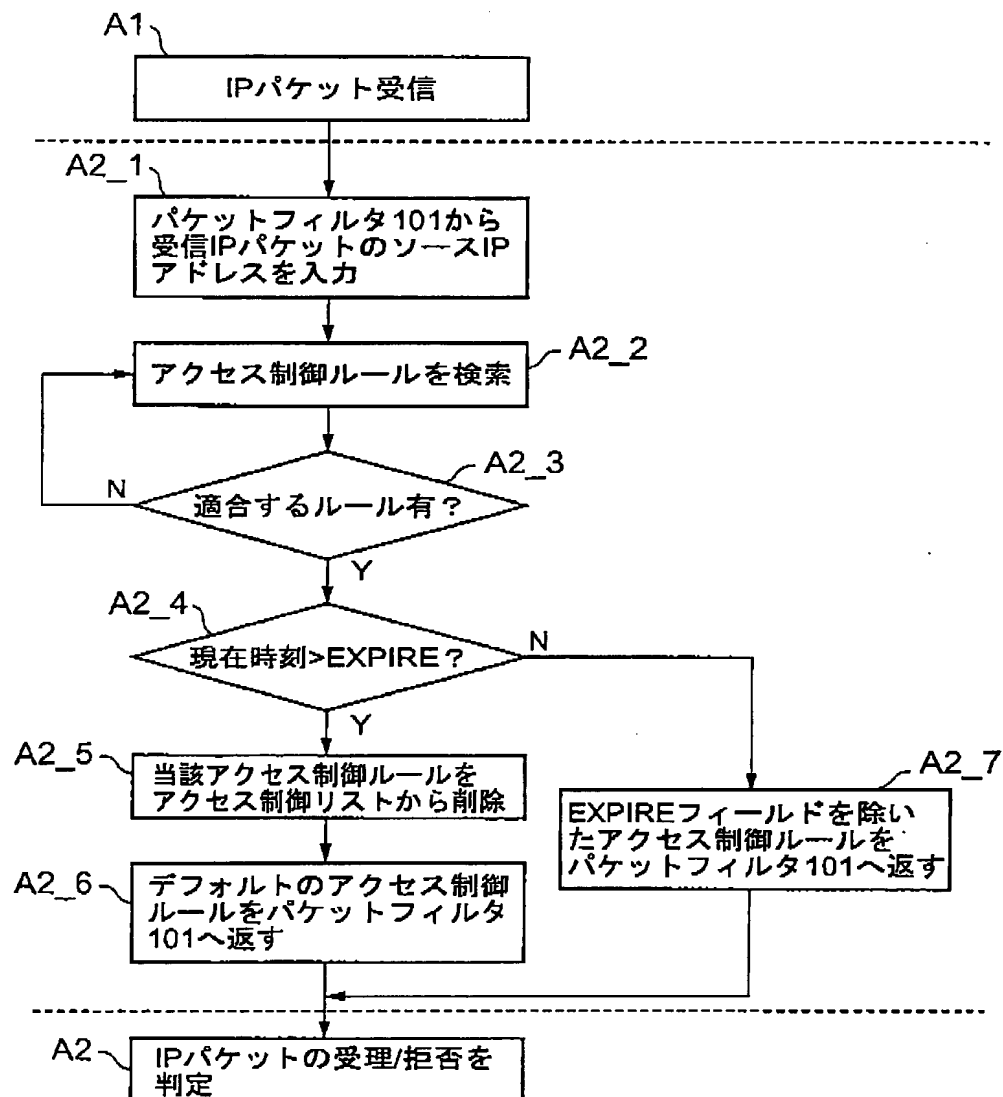 A1
IPパケット受信
A2_1
パケットフィルタ101から
受信IPパケットのソースIP
アドレスを入力
A2_2
アクセス制御ルールを検索
A2_3
適合するルール有？
N
Y
A2_4
現在時刻>EXPIRE？
N
Y
A2_5
当該アクセス制御ルールを
アクセス制御リストから削除
A2_7
EXPIREフィールドを除い
たアクセス制御ルールを
パケットフィルタ101へ返す
A2_6
デフォルトのアクセス制御
ルールをパケットフィルタ
101へ返す
A2
IPパケットの受理/拒否を
判定